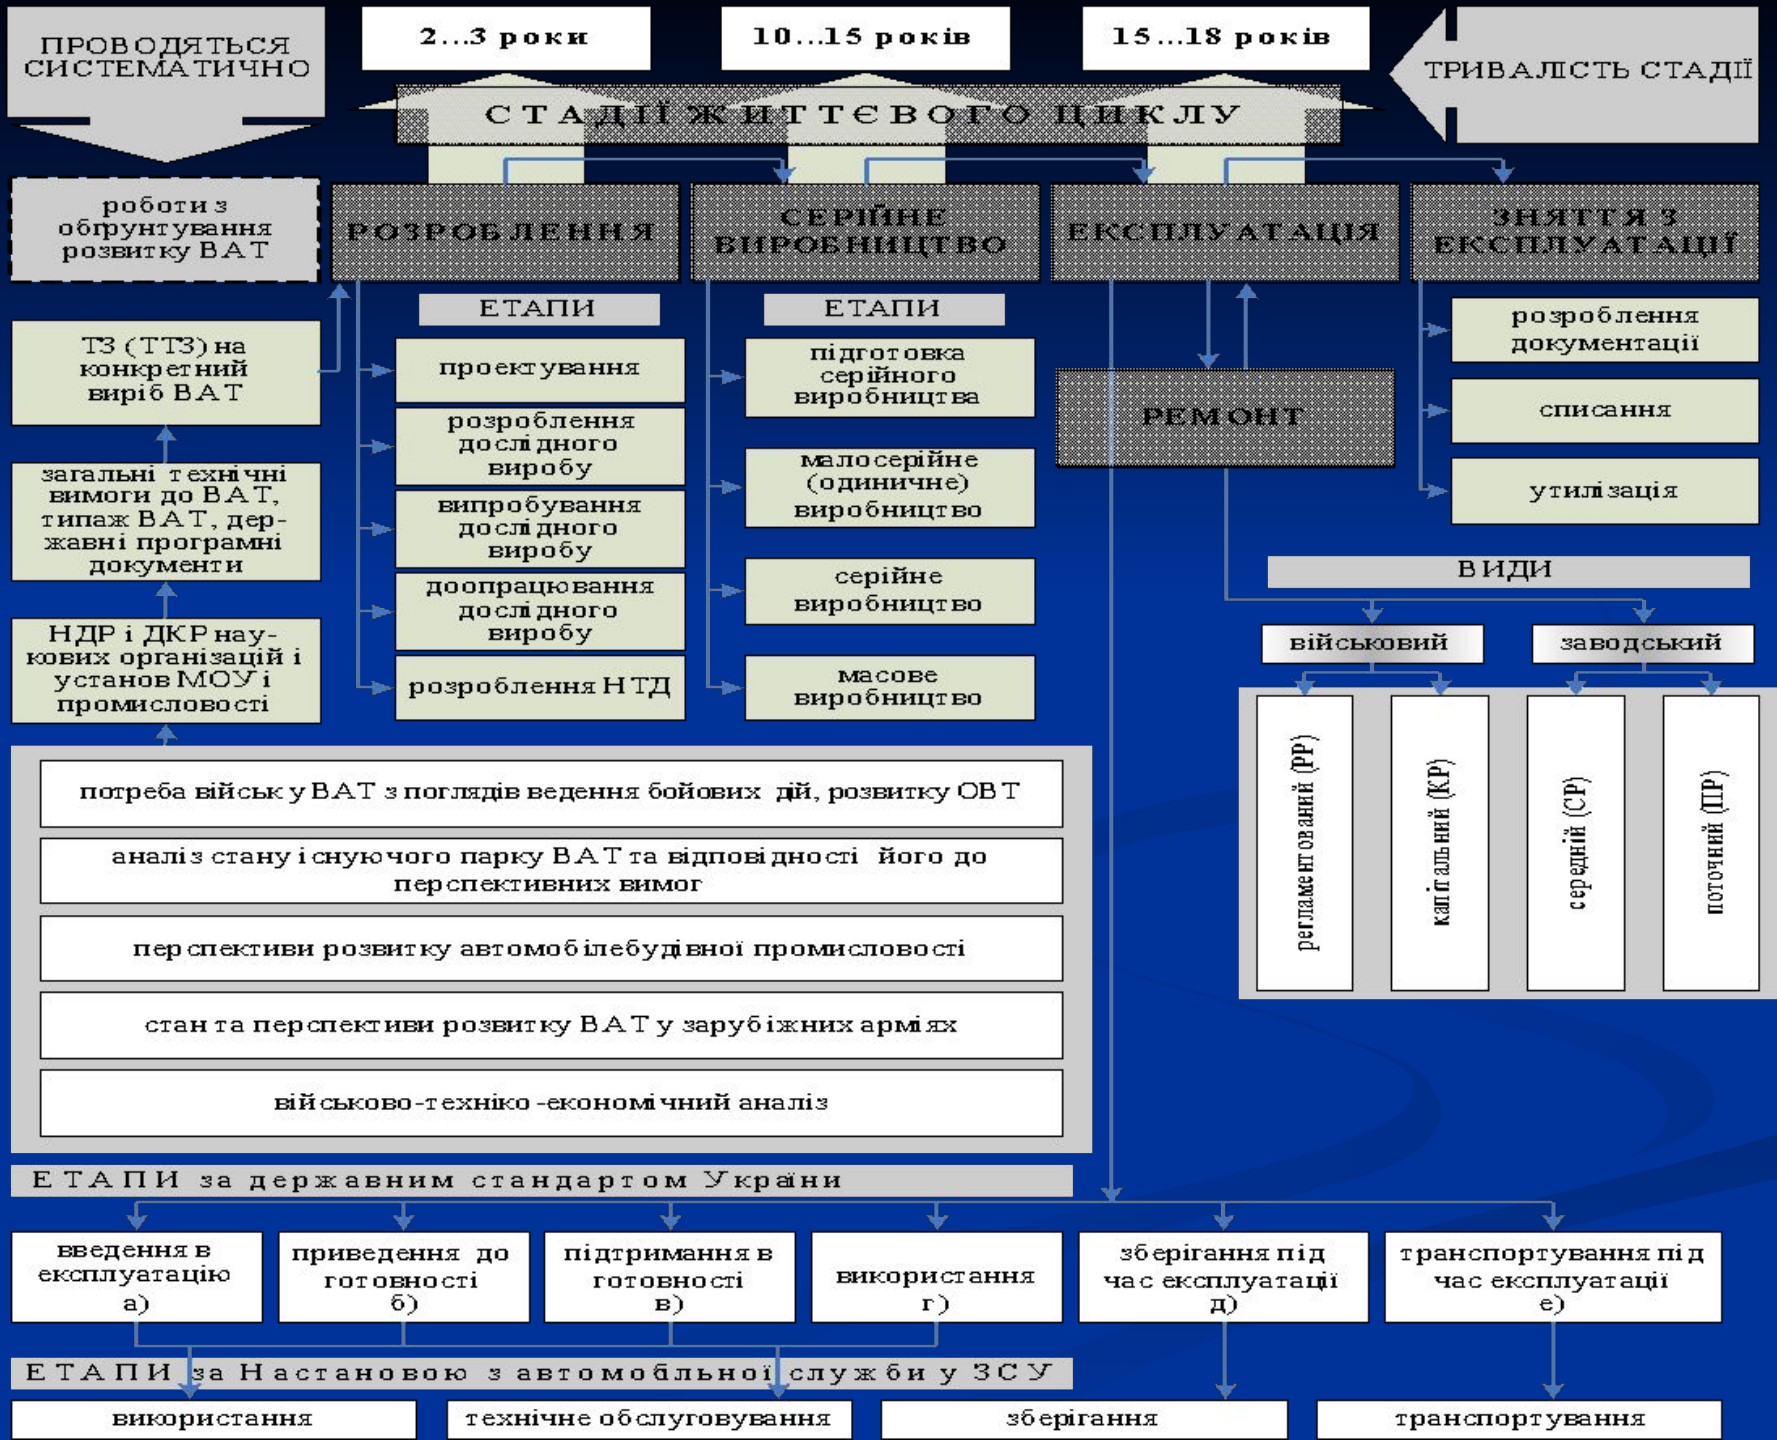 ПРОВОДЯТЬСЯ
СИСТЕМАТИЧНО
2...3 роки
10...15 років
15...18 років
ТРИВАЛІСТЬ СТАДІЇ
СТАДІЇ ЖИТТЄВОГО ЦИКЛУ
роботи з
обґрунтування
розвитку ВАТ
РОЗРОБЛЕННЯ
СЕРІЙНЕ
ВИРОБНИЦТВО
ЕКСПЛУАТАЦІЯ
ЗНЯТТЯ З
ЕКСПЛУАТАЦІЇ
ТЗ (ТТЗ) на
конкретний
виріб ВАТ
загальні технічні
вимоги до ВАТ,
типаж ВАТ, дер-
жавні програмні
документи
НДР і ДКР нау-
кових організацій і
установ МОУ і
промисловості
ЕТАПИ
проектування
розроблення
дослідного
виробу
випробування
дослідного
виробу
доопрацювання
дослідного
виробу
розроблення НТД
ЕТАПИ
підготовка
серійного
виробництва
малосерійне
(одиничне)
виробництво
серійне
виробництво
масове
виробництво
РЕМОНТ
розроблення
документації
списання
утилізація
ВИДИ
військовий
заводський
регламентований (РР)
капітальний (КР)
середній (СР)
поточний (ПР)
потреба військ у ВАТ з поглядів ведення бойових дій, розвитку ОВТ
аналіз стану існуючого парку ВАТ та відповідності його до
перспективних вимог
перспективи розвитку автомобілебудівної промисловості
стан та перспективи розвитку ВАТ у зарубіжних арміях
військово-техніко-економічний аналіз
ЕТАПИ за державним стандартом України
введення в
експлуатацію
а)
приведення до
готовності
б)
підтримання в
готовності
в)
використання
г)
зберігання під
час експлуатації
д)
транспортування під
час експлуатації
е)
ЕТАПИ за Настановою з автомобільної служби у ЗСУ
використання
технічне обслуговування
зберігання
транспортування